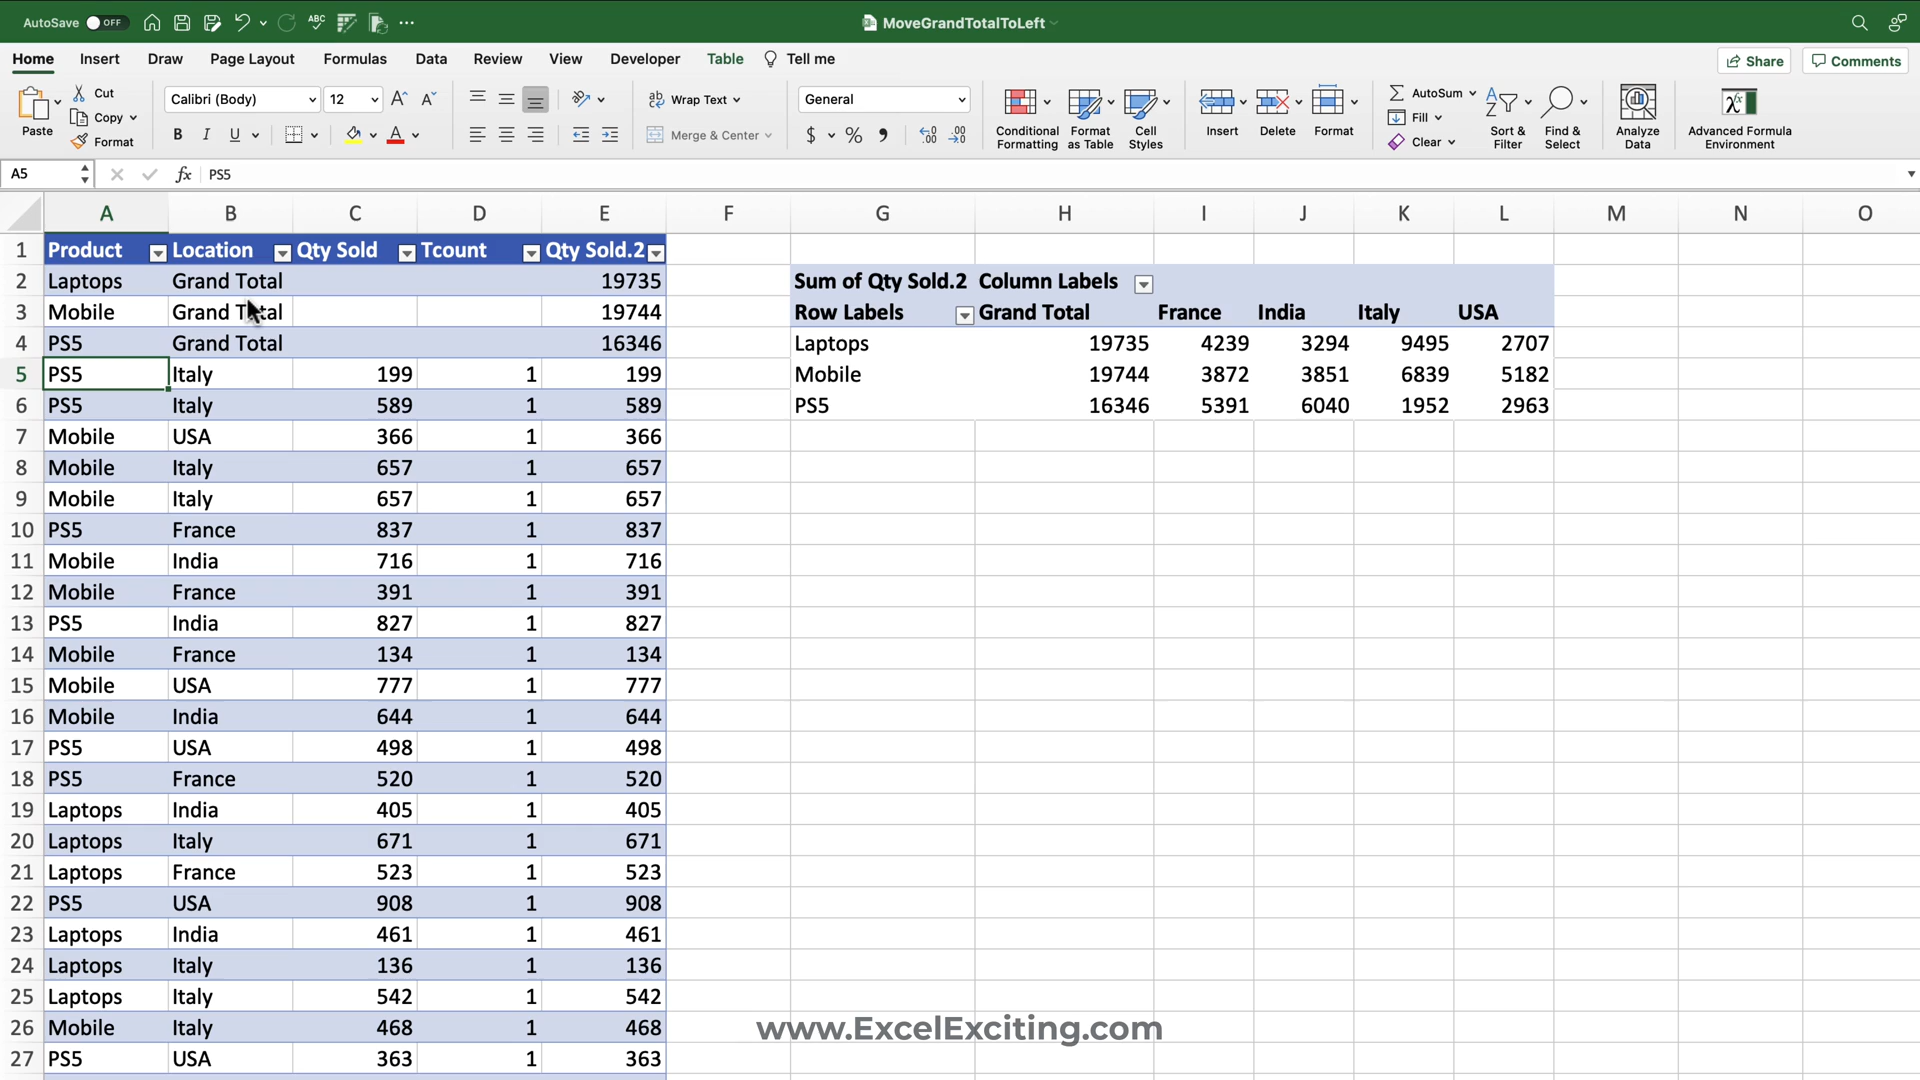 AutoSave OFF ABC ... MoveGrandTotalToLeft
Home Insert Draw Page Layout Formulas Data Review View Developer Table Tell me Share Comments
Paste Cut Copy Format Calibri (Body) 12 A^ A˅ Wrap Text General AutoSum Fill Clear
B I U A Merge & Center $ % Conditional Formatting Format as Table Cell Styles Insert Delete Format Sort & Filter Find & Select Analyze Data Advanced Formula Environment
A5 fx PS5
A B C D E F G H I J K L M N O
1 Product Location Qty Sold Tcount Qty Sold.2
2 Laptops Grand Total 19735 Sum of Qty Sold.2 Column Labels
3 Mobile Grand Total 19744 Row Labels Grand Total France India Italy USA
4 PS5 Grand Total 16346 Laptops 19735 4239 3294 9495 2707
5 PS5 Italy 199 1 199 Mobile 19744 3872 3851 6839 5182
6 PS5 Italy 589 1 589 PS5 16346 5391 6040 1952 2963
7 Mobile USA 366 1 366
8 Mobile Italy 657 1 657
9 Mobile Italy 657 1 657
10 PS5 France 837 1 837
11 Mobile India 716 1 716
12 Mobile France 391 1 391
13 PS5 India 827 1 827
14 Mobile France 134 1 134
15 Mobile USA 777 1 777
16 Mobile India 644 1 644
17 PS5 USA 498 1 498
18 PS5 France 520 1 520
19 Laptops India 405 1 405
20 Laptops Italy 671 1 671
21 Laptops France 523 1 523
22 PS5 USA 908 1 908
23 Laptops India 461 1 461
24 Laptops Italy 136 1 136
25 Laptops Italy 542 1 542
26 Mobile Italy 468 1 468
www.ExcelExciting.com
27 PS5 USA 363 1 363